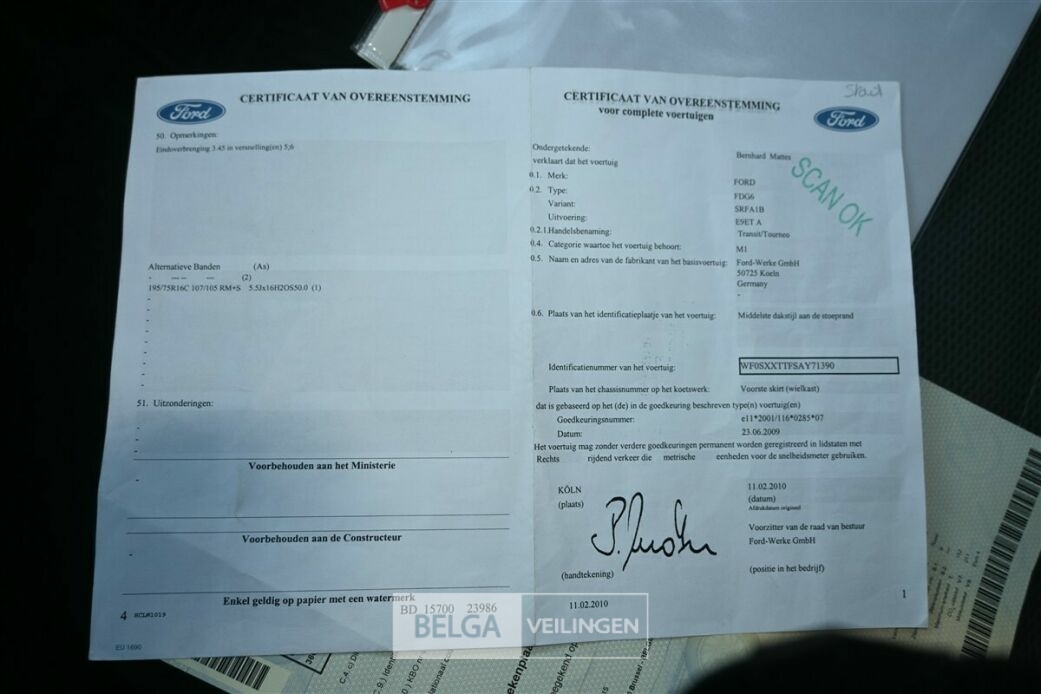 Ford
CERTIFICAAT VAN OVEREENSTEMMING
50. Opmerkingen:
Eindoverbrenging 3.45 in versnelling(en) 5;6
Alternatieve Banden (As)
- --- -- (2)
195/75R16C 107/105 RM+S 5.5Jx16H2OS50.0 (1)
51. Uitzonderingen:
Voorbehouden aan het Ministerie
Voorbehouden aan de Constructeur
Enkel geldig op papier met een watermerk
4 HCLM1019
EU 1690
CERTIFICAAT VAN OVEREENSTEMMING
voor complete voertuigen
Ford
Ondergetekende: Bernhard Mattes
verklaart dat het voertuig
SCAN OK
0.1. Merk: FORD
0.2. Type: FDG6
Variant: SRFA1B
Uitvoering: E9ET A
0.2.1.Handelsbenaming: Transit/Tourneo
0.4. Categorie waartoe het voertuig behoort: M1
0.5. Naam en adres van de fabrikant van het basisvoertuig: Ford-Werke GmbH
50725 Koeln
Germany
-
0.6. Plaats van het identificatieplaatje van het voertuig: Middelste dakstijl aan de stoeprand
Identificatienummer van het voertuig: WF0SXXTTFSAY71390
Plaats van het chassisnummer op het koetswerk: Voorste skirt (wielkast)
dat is gebaseerd op het (de) in de goedkeuring beschreven type(n) voertuig(en)
Goedkeuringsnummer: e11*2001/116*0285*07
Datum: 23.06.2009
Het voertuig mag zonder verdere goedkeuringen permanent worden geregistreerd in lidstaten met
Rechts rijdend verkeer die metrische eenheden voor de snelheidsmeter gebruiken.
KÖLN 11.02.2010
(plaats) (datum)
Afdrukdatum origineel
Voorzitter van de raad van bestuur
Ford-Werke GmbH
(handtekening) (positie in het bedrijf)
11.02.2010
1
BD 15700 23986
BELGA VEILINGEN